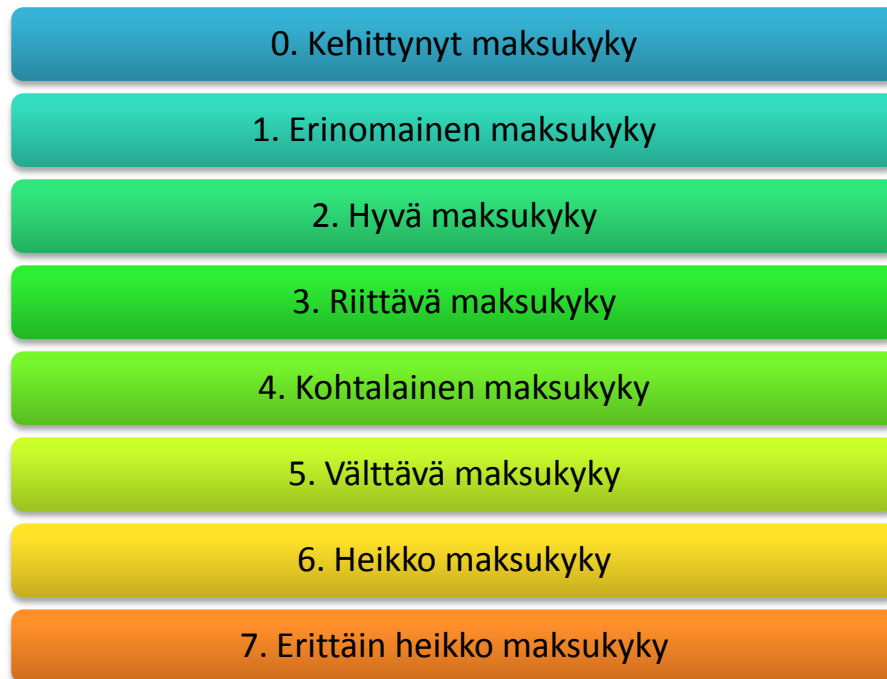 0. Kehittynyt maksukyky
1. Erinomainen maksukyky
2. Hyvä maksukyky
3. Riittävä maksukyky
4. Kohtalainen maksukyky
5. Välttävä maksukyky
6. Heikko maksukyky
7. Erittäin heikko maksukyky